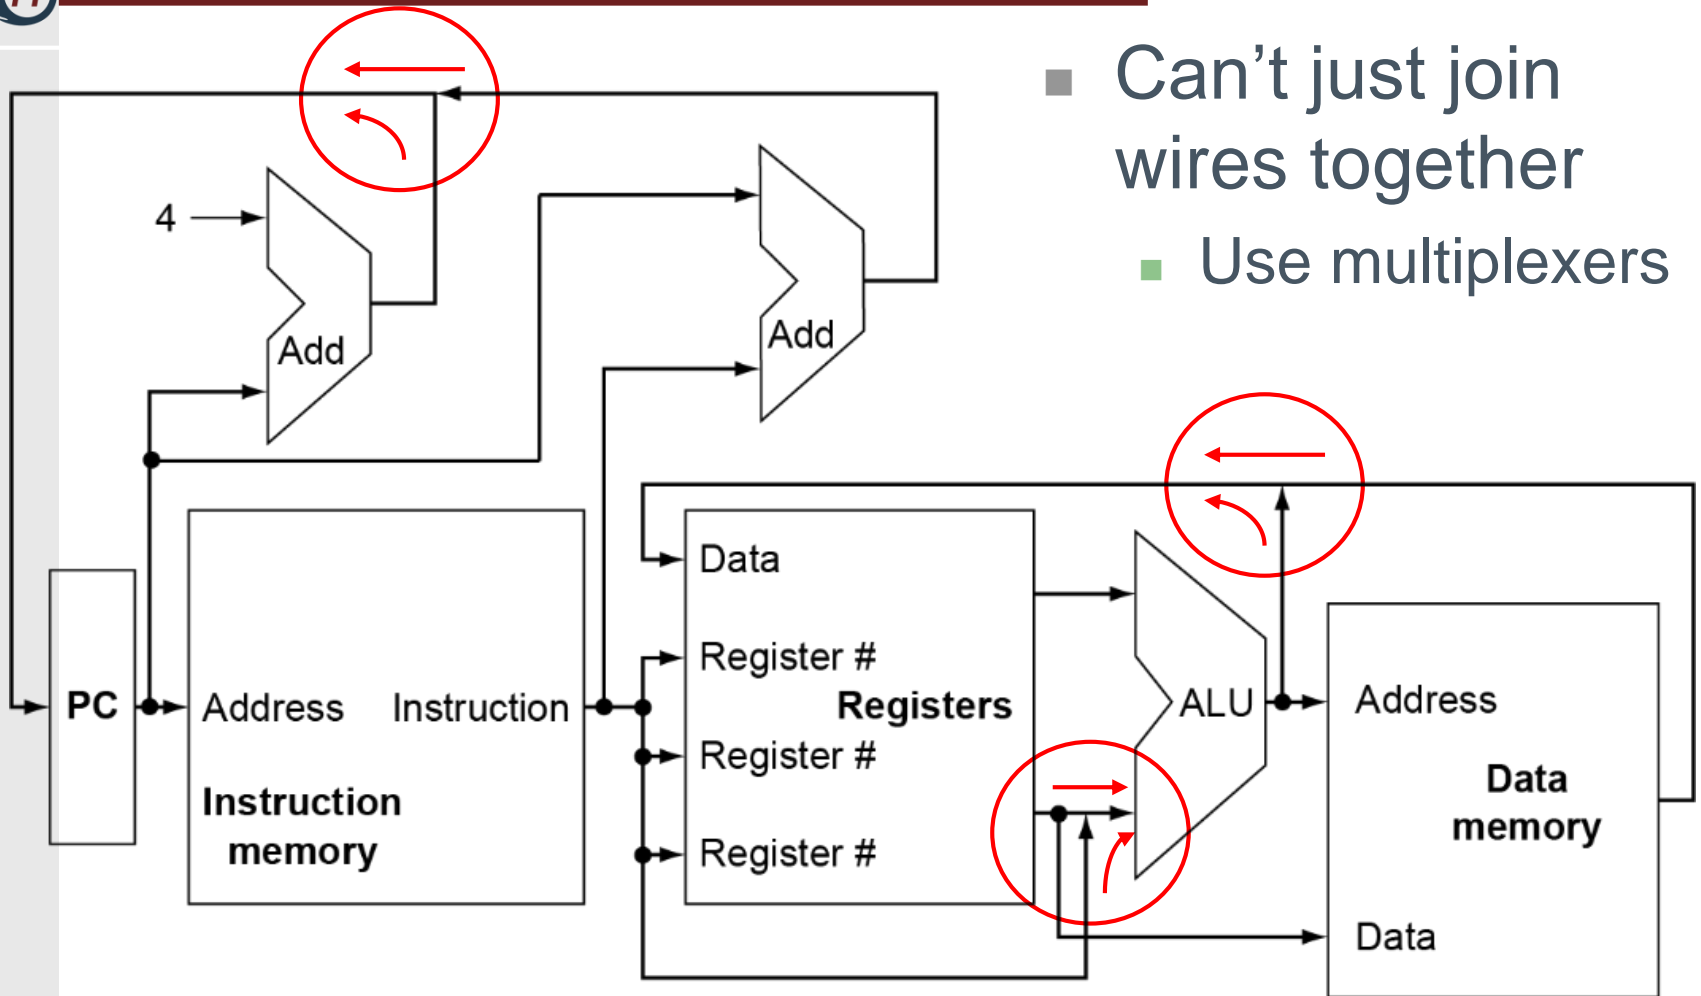 Can't just join
wires together
Use multiplexers
4
Add
Add
Data
Register #
Register #
Register #
Registers
PC
Address
Instruction
Instruction
memory
ALU
Address
Data
memory
Data